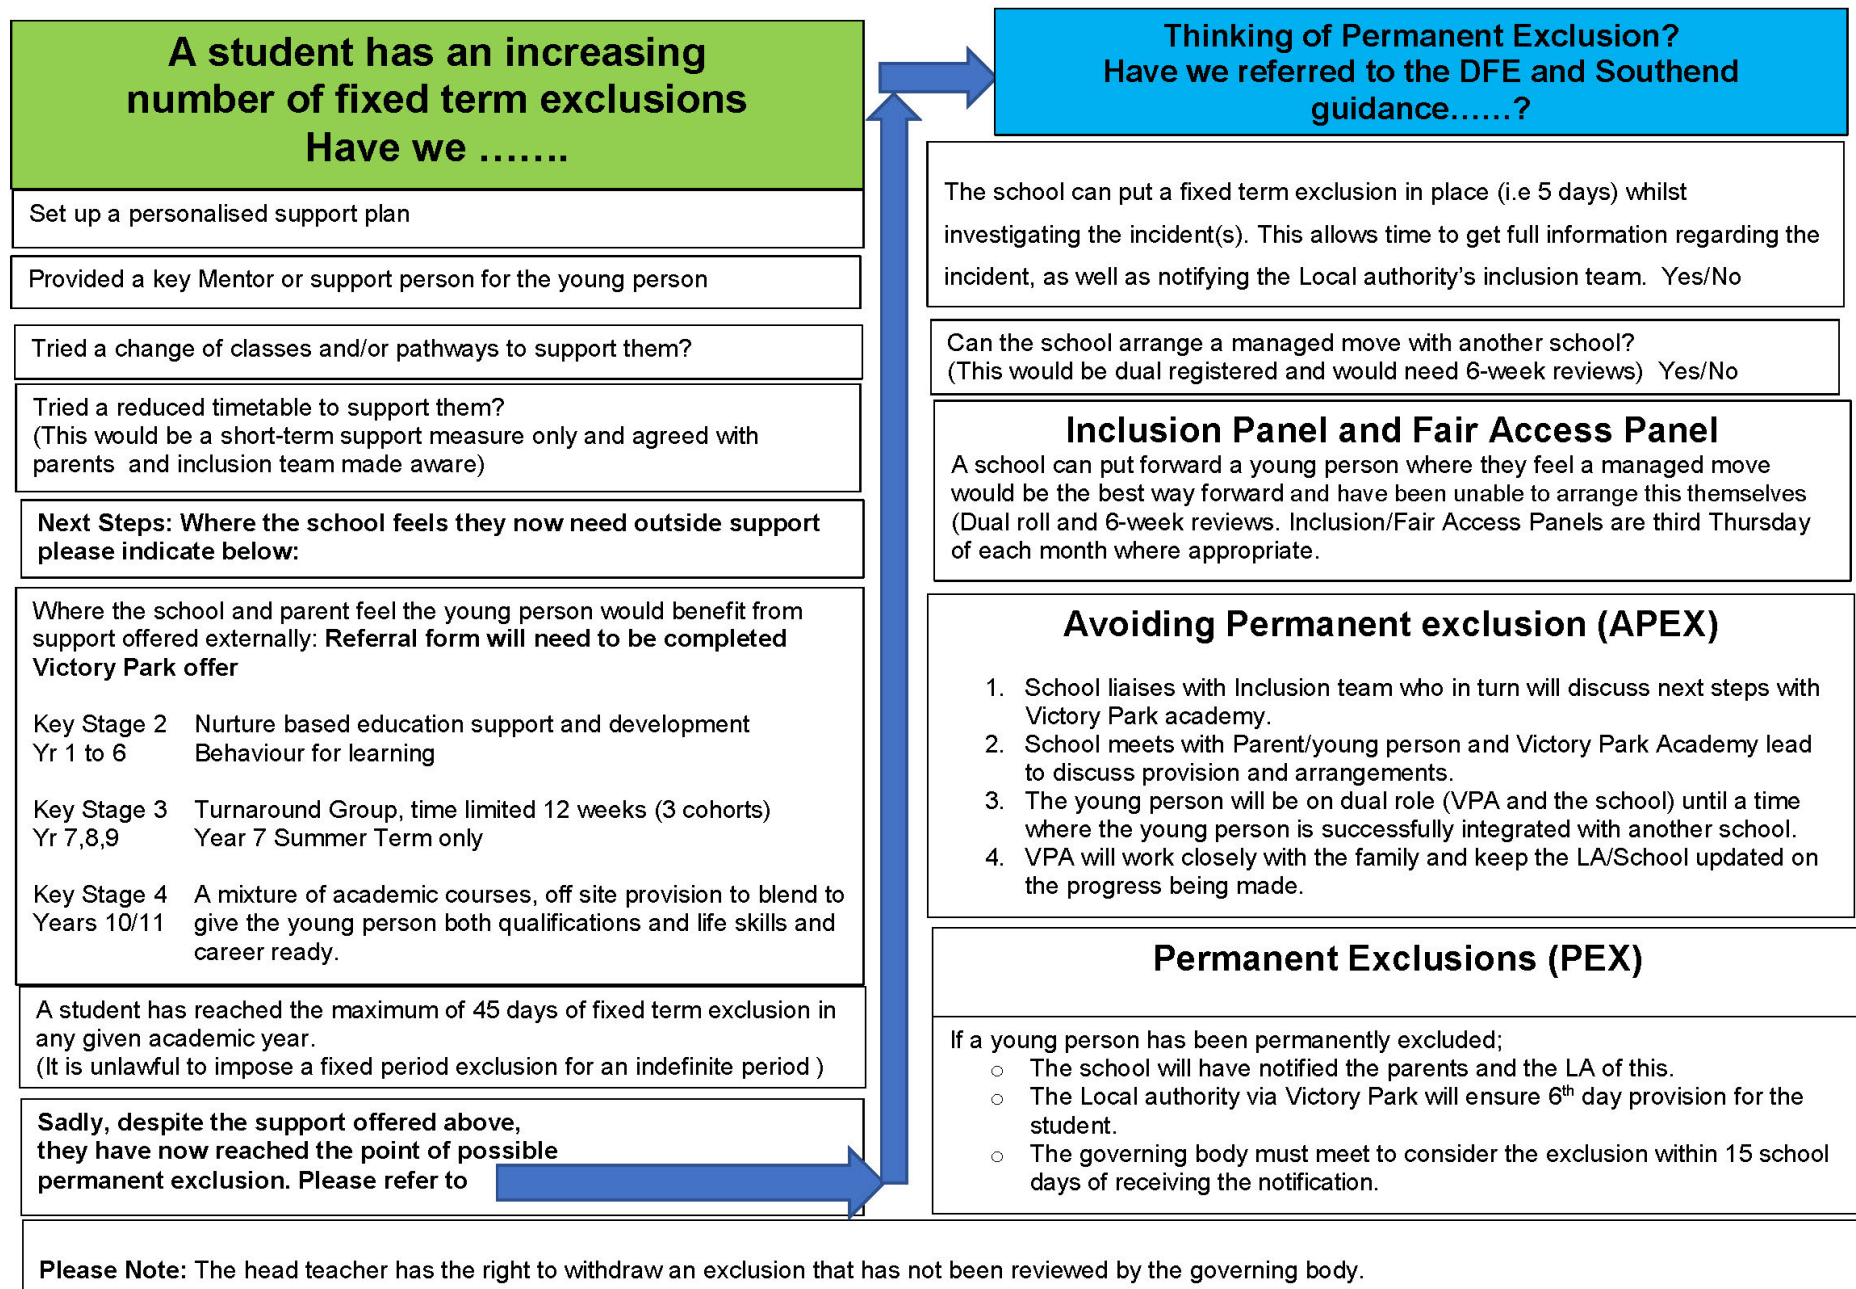 A student has an increasing
number of fixed term exclusions
Have we …….
Set up a personalised support plan
Provided a key Mentor or support person for the young person
Tried a change of classes and/or pathways to support them?
Tried a reduced timetable to support them?
(This would be a short-term support measure only and agreed with
parents  and inclusion team made aware)
Next Steps: Where the school feels they now need outside support
please indicate below:
Where the school and parent feel the young person would benefit from
support offered externally: Referral form will need to be completed
Victory Park offer
Key Stage 2 Nurture based education support and development
Yr 1 to 6 Behaviour for learning
Key Stage 3 Turnaround Group, time limited 12 weeks (3 cohorts)
Yr 7,8,9 Year 7 Summer Term only
Key Stage 4 A mixture of academic courses, off site provision to blend to
Years 10/11 give the young person both qualifications and life skills and
career ready.
A student has reached the maximum of 45 days of fixed term exclusion in
any given academic year.
(It is unlawful to impose a fixed period exclusion for an indefinite period )
Sadly, despite the support offered above,
they have now reached the point of possible
permanent exclusion. Please refer to
Thinking of Permanent Exclusion?
Have we referred to the DFE and Southend
guidance……?
The school can put a fixed term exclusion in place (i.e 5 days) whilst
investigating the incident(s). This allows time to get full information regarding the
incident, as well as notifying the Local authority's inclusion team.  Yes/No
Can the school arrange a managed move with another school?
(This would be dual registered and would need 6-week reviews)  Yes/No
Inclusion Panel and Fair Access Panel
A school can put forward a young person where they feel a managed move
would be the best way forward and have been unable to arrange this themselves
(Dual roll and 6-week reviews. Inclusion/Fair Access Panels are third Thursday
of each month where appropriate.
Avoiding Permanent exclusion (APEX)
1. School liaises with Inclusion team who in turn will discuss next steps with
Victory Park academy.
2. School meets with Parent/young person and Victory Park Academy lead
to discuss provision and arrangements.
3. The young person will be on dual role (VPA and the school) until a time
where the young person is successfully integrated with another school.
4. VPA will work closely with the family and keep the LA/School updated on
the progress being made.
Permanent Exclusions (PEX)
If a young person has been permanently excluded;
○ The school will have notified the parents and the LA of this.
○ The Local authority via Victory Park will ensure 6th day provision for the
student.
○ The governing body must meet to consider the exclusion within 15 school
days of receiving the notification.
Please Note: The head teacher has the right to withdraw an exclusion that has not been reviewed by the governing body.